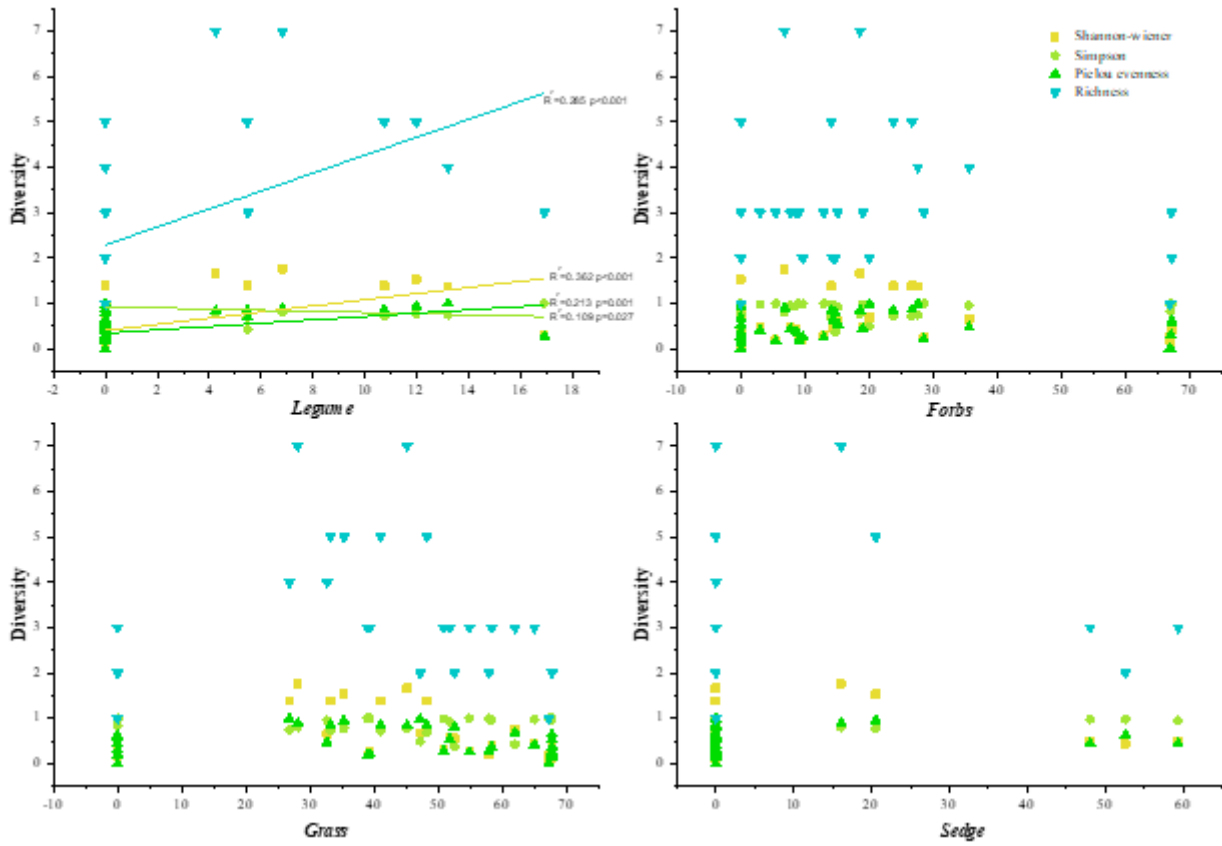 7
6
5
4
3
2
1
0
Diversity
R²=0.265 p<0.001
R²=0.362 p<0.001
R²=0.213 p=0.001
R²=0.109 p=0.027
-2 0 2 4 6 8 10 12 14 16 18
Legume
7
6
5
4
3
2
1
0
Diversity
Shannon-wiener
Simpson
Pielou evenness
Richness
-10 0 10 20 30 40 50 60 70
Forbs
7
6
5
4
3
2
1
0
Diversity
-10 0 10 20 30 40 50 60 70
Grass
7
6
5
4
3
2
1
0
Diversity
0 10 20 30 40 50 60
Sedge